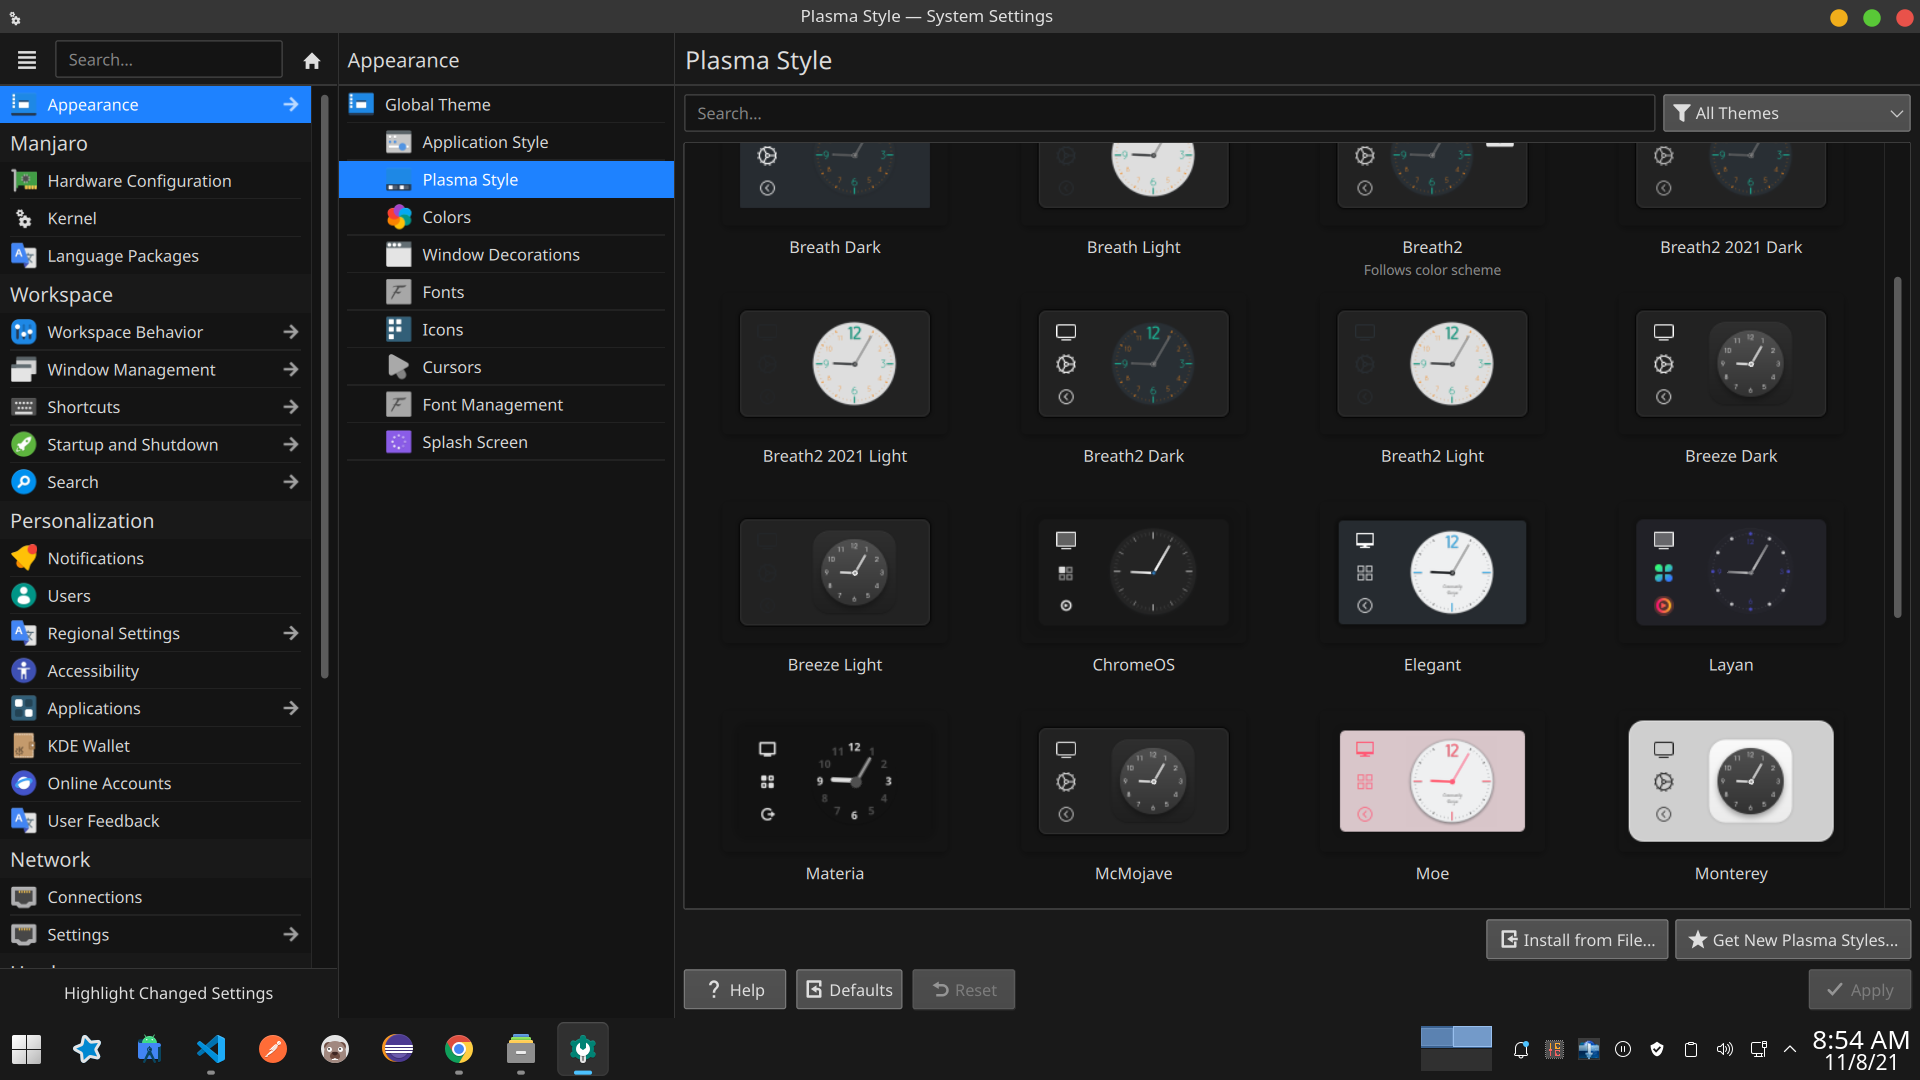 Plasma Style — System Settings
Search...
Appearance
Manjaro
Hardware Configuration
Kernel
Language Packages
Workspace
Workspace Behavior
Window Management
Shortcuts
Startup and Shutdown
Search
Personalization
Notifications
Users
Regional Settings
Accessibility
Applications
KDE Wallet
Online Accounts
User Feedback
Network
Connections
Settings
Highlight Changed Settings
Appearance
Global Theme
Application Style
Plasma Style
Colors
Window Decorations
Fonts
Icons
Cursors
Font Management
Splash Screen
Plasma Style
Search...
All Themes
Breath Dark
Breath Light
Breath2
Follows color scheme
Breath2 2021 Dark
Breath2 2021 Light
Breath2 Dark
Breath2 Light
Breeze Dark
Breeze Light
ChromeOS
Elegant
Layan
Materia
McMojave
Moe
Monterey
Install from File...
Get New Plasma Styles...
Help
Defaults
Reset
Apply
8:54 AM
11/8/21